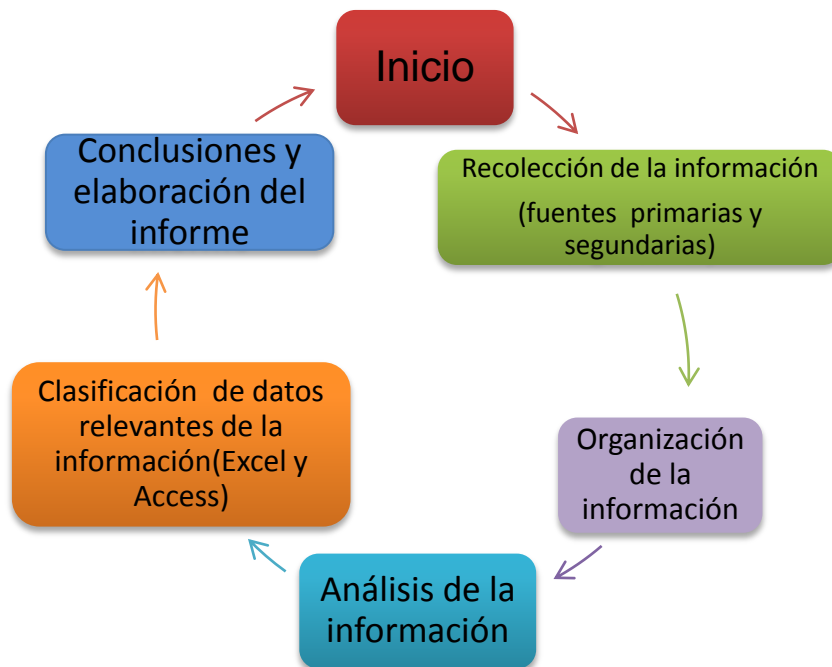 Inicio
Recolección de la información
(fuentes primarias y
segundarias)
Organización
de la
información
Análisis de la
información
Clasificación de datos
relevantes de la
información(Excel y
Access)
Conclusiones y
elaboración del
informe